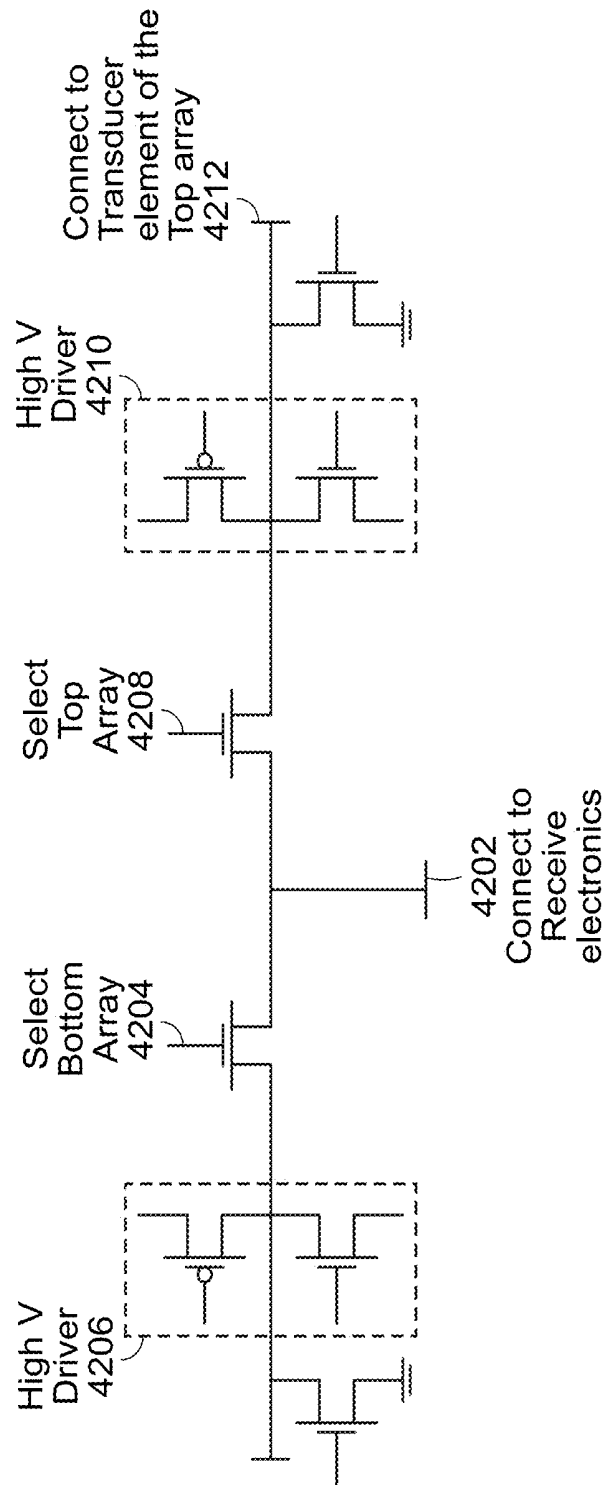 High V
Driver
4206
Select
Bottom
Array
4204
4202
Connect to
Receive
electronics
Select
Top
Array
4208
High V
Driver
4210
Connect to
Transducer
element of the
Top array
4212